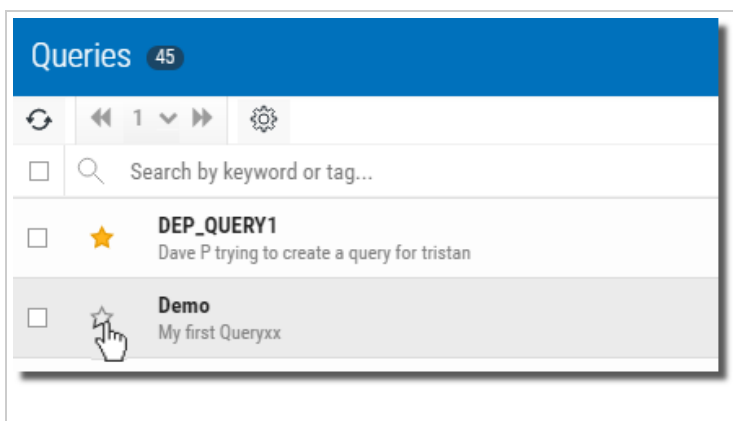 Queries 45
1
Search by keyword or tag...
DEP_QUERY1
Dave P trying to create a query for tristan
Demo
My first Queryxx